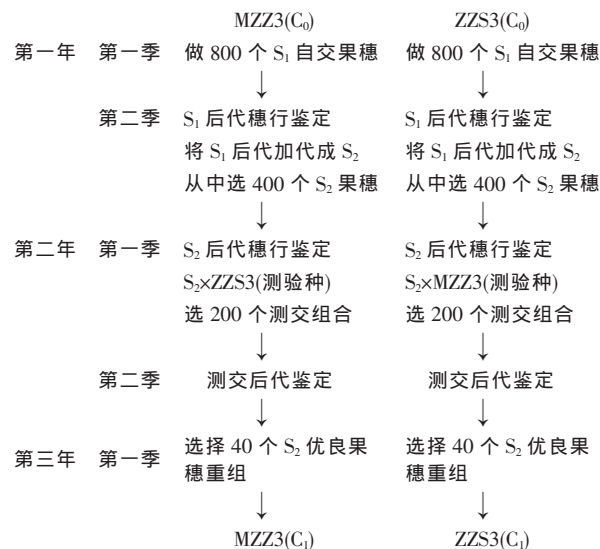 MZZ3(C₀) ZZS3(C₀)
第一年 第一季 做 800 个 S₁ 自交果穗 做 800 个 S₁ 自交果穗
↓ ↓
第二季 S₁ 后代穗行鉴定 S₁ 后代穗行鉴定
将 S₁ 后代加代成 S₂ 将 S₁ 后代加代成 S₂
从中选 400 个 S₂ 果穗 从中选 400 个 S₂ 果穗
↓ ↓
第二年 第一季 S₂ 后代穗行鉴定 S₂ 后代穗行鉴定
S₂×ZZS3(测验种) S₂×MZZ3(测验种)
选 200 个测交组合 选 200 个测交组合
↓ ↓
第二季 测交后代鉴定 测交后代鉴定
↓ ↓
第三年 第一季 选择 40 个 S₂ 优良果 选择 40 个 S₂ 优良果
穗重组 穗重组
↓ ↓
MZZ3(C₁) ZZS3(C₁)